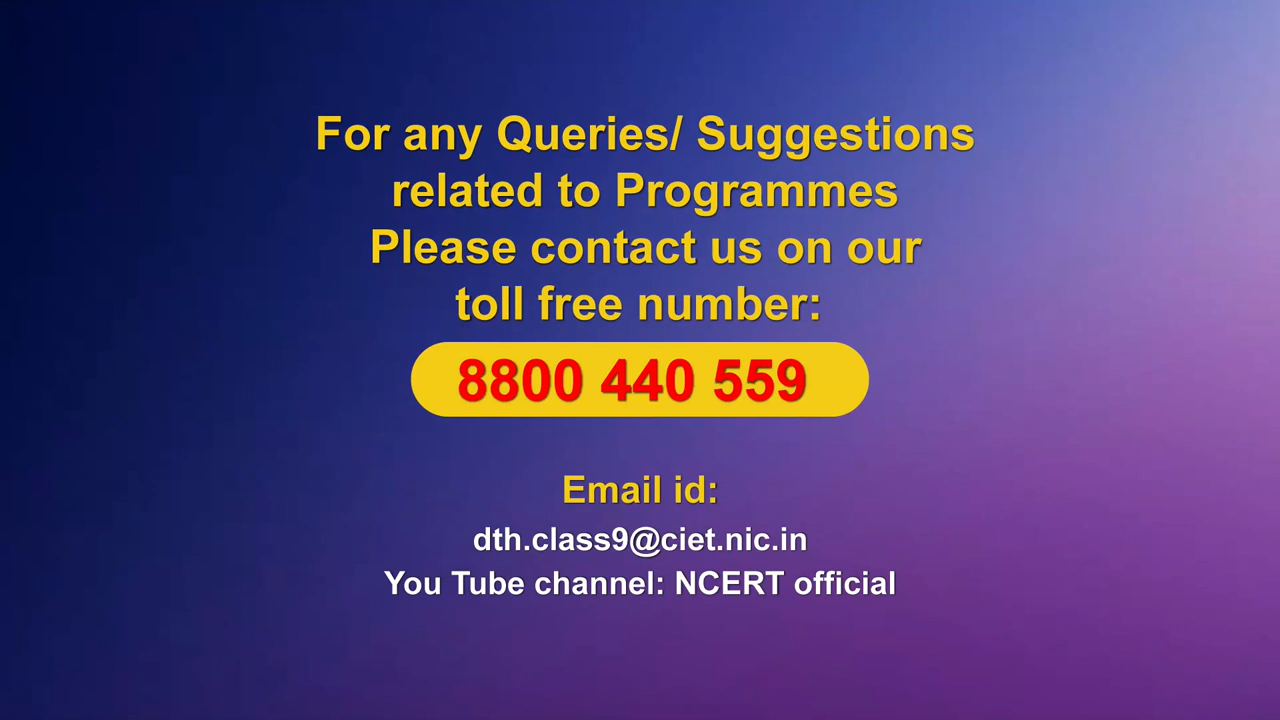 For any Queries/ Suggestions
related to Programmes
Please contact us on our
toll free number:
8800 440 559
Email id:
dth.class9@ciet.nic.in
You Tube channel: NCERT official